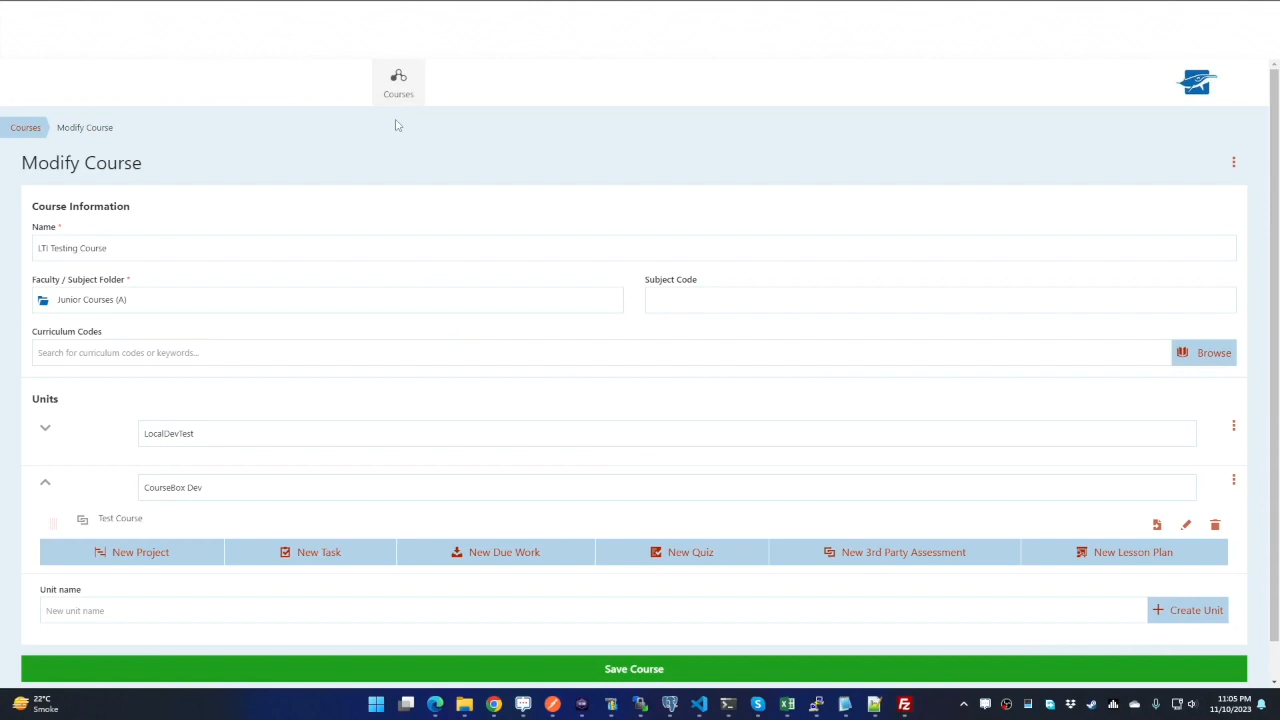 Courses
Courses
Modify Course
Modify Course
Course Information
Name *
LTI Testing Course
Faculty / Subject Folder *
Subject Code
Junior Courses (A)
Curriculum Codes
Search for curriculum codes or keywords...
Browse
Units
LocalDevTest
CourseBox Dev
Test Course
New Project
New Task
New Due Work
New Quiz
New 3rd Party Assessment
New Lesson Plan
Unit name
New unit name
Create Unit
Save Course
22°C
Smoke
11:05 PM
11/10/2023